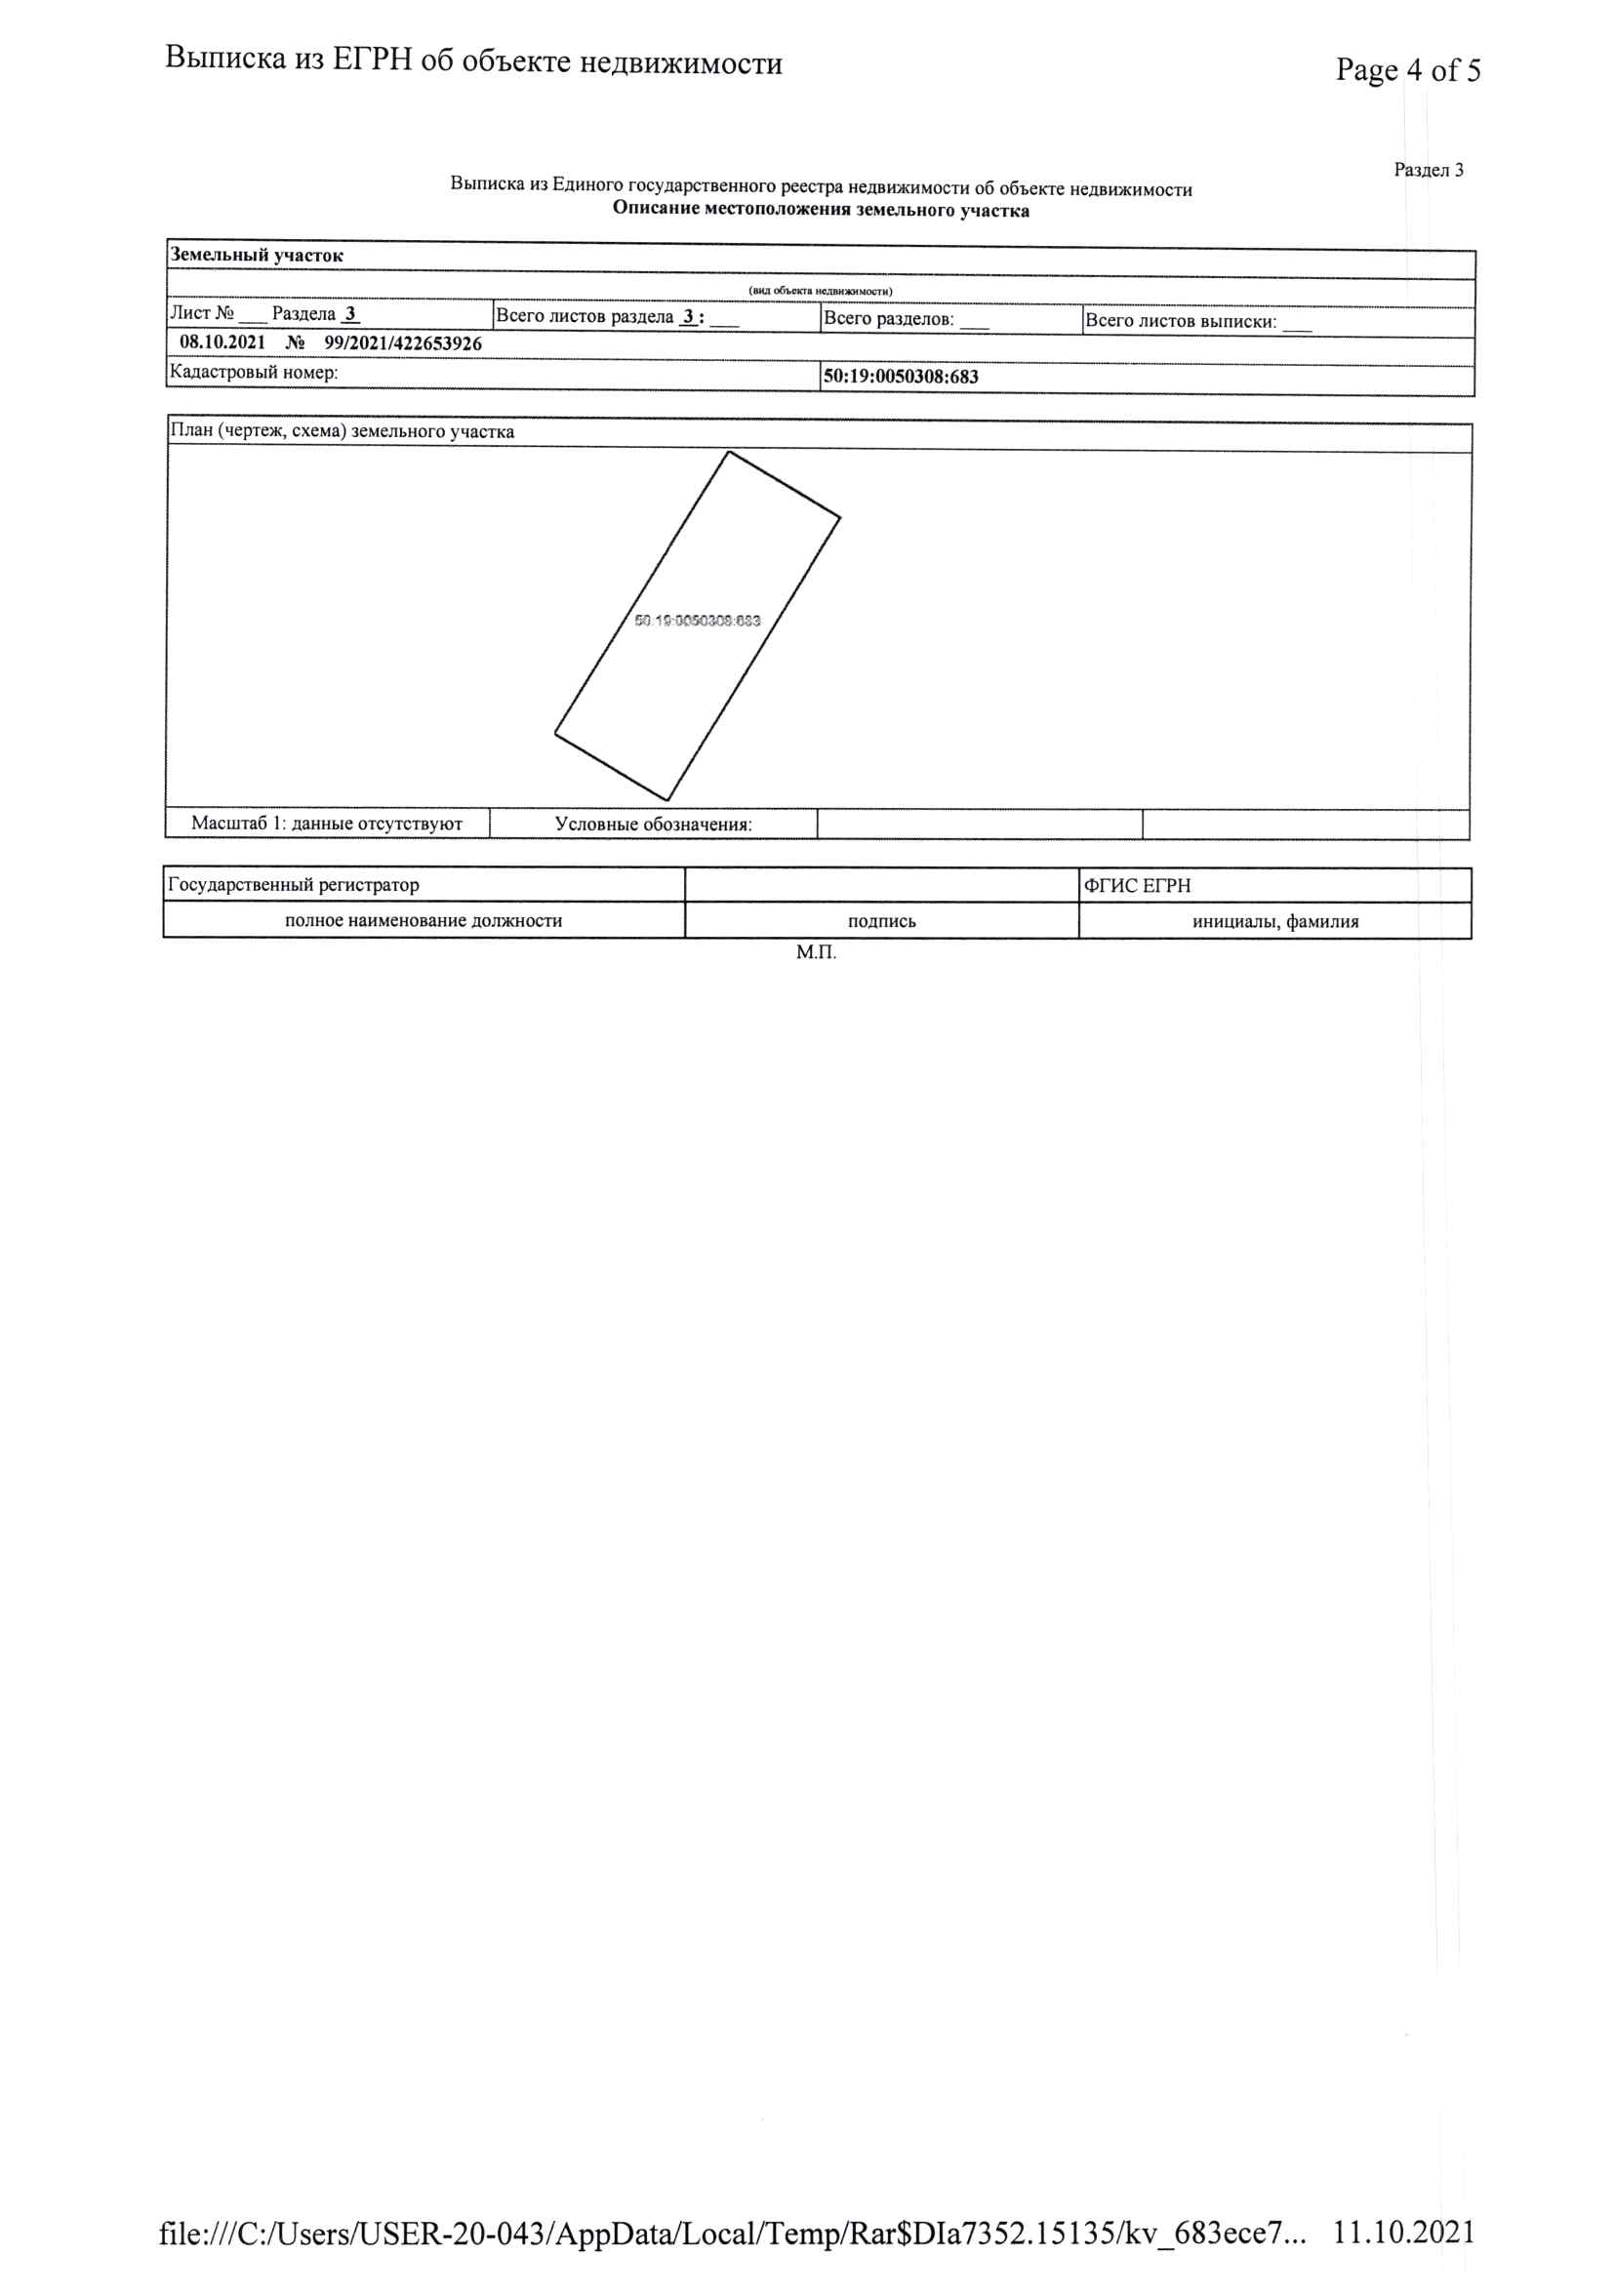 Выписка из ЕГРН об объекте недвижимости Page 4 of 5
Раздел 3
Выписка из Единого государственного реестра недвижимости об объекте недвижимости
Описание местоположения земельного участка
Земельный участок
(вид объекта недвижимости)
Лист № ___ Раздела 3 Всего листов раздела 3 : ___ Всего разделов: ___ Всего листов выписки: ___
08.10.2021 № 99/2021/422653926
Кадастровый номер: 50:19:0050308:683
План (чертеж, схема) земельного участка
50:19:0050308:683
Масштаб 1: данные отсутствуют Условные обозначения:
Государственный регистратор ФГИС ЕГРН
полное наименование должности подпись инициалы, фамилия
М.П.
file:///C:/Users/USER-20-043/AppData/Local/Temp/Rar$DIa7352.15135/kv_683ece7... 11.10.2021